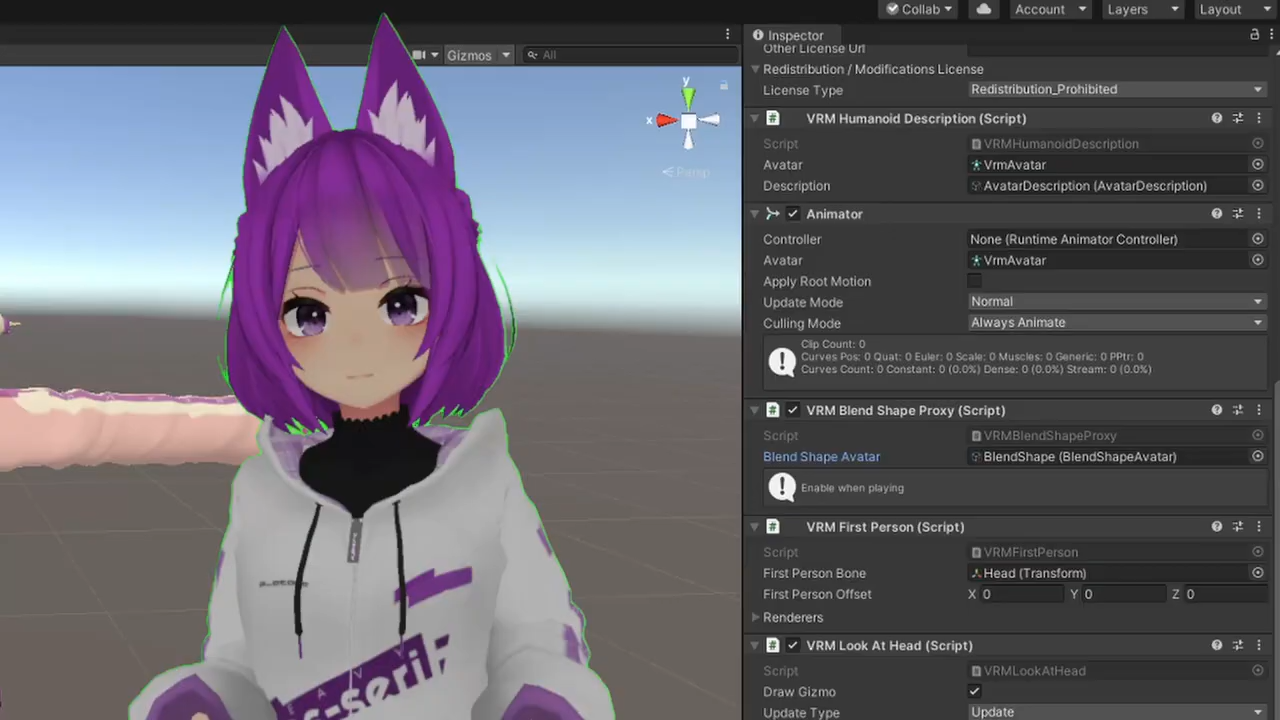 Collab
Account
Layers
Layout
Gizmos
All
y
x
Persp
s-seri
Inspector
Other License Url
Redistribution / Modifications License
License Type Redistribution_Prohibited
VRM Humanoid Description (Script)
Script VRMHumanoidDescription
Avatar VrmAvatar
Description AvatarDescription (AvatarDescription)
Animator
Controller None (Runtime Animator Controller)
Avatar VrmAvatar
Apply Root Motion
Update Mode Normal
Culling Mode Always Animate
Clip Count: 0
Curves Pos: 0 Quat: 0 Euler: 0 Scale: 0 Muscles: 0 Generic: 0 PPtr: 0
Curves Count: 0 Constant: 0 (0.0%) Dense: 0 (0.0%) Stream: 0 (0.0%)
VRM Blend Shape Proxy (Script)
Script VRMBlendShapeProxy
Blend Shape Avatar BlendShape (BlendShapeAvatar)
Enable when playing
VRM First Person (Script)
Script VRMFirstPerson
First Person Bone Head (Transform)
First Person Offset X 0 Y 0 Z 0
Renderers
VRM Look At Head (Script)
Script VRMLookAtHead
Draw Gizmo
Update Type Update